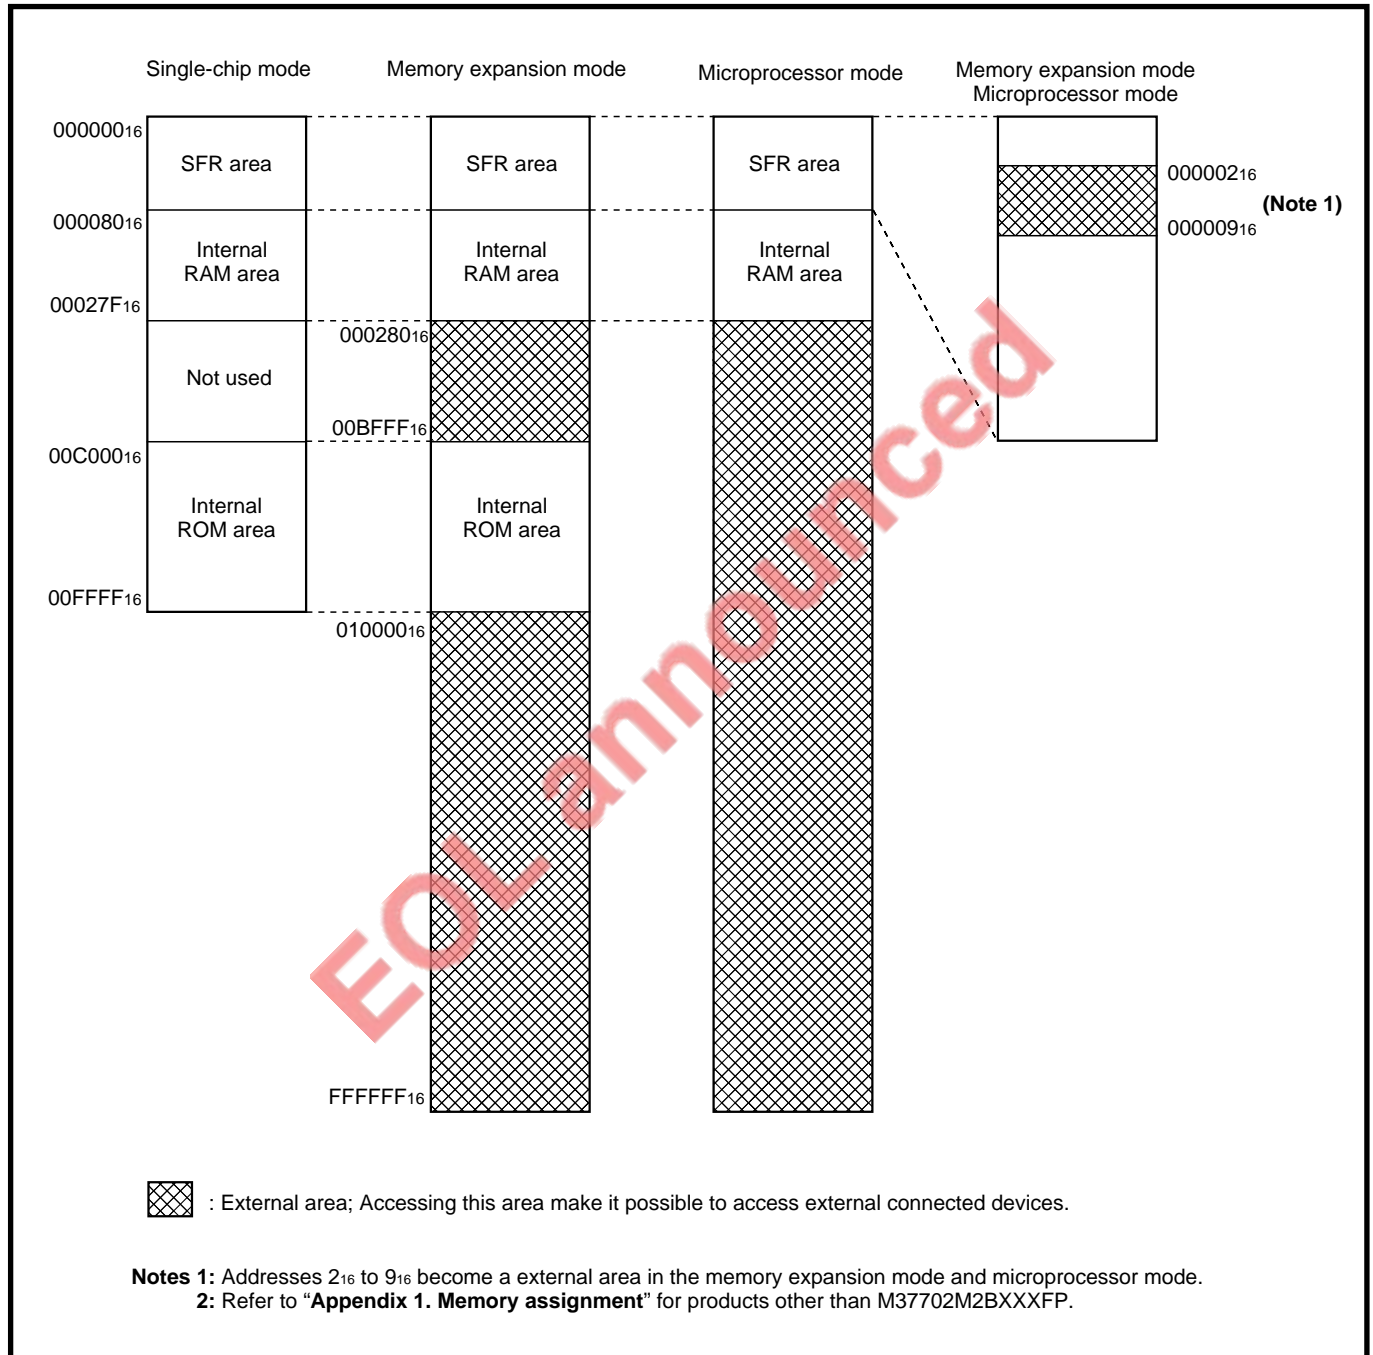 Single-chip mode
Memory expansion mode
Microprocessor mode
Memory expansion mode
Microprocessor mode
000000₁₆
SFR area
SFR area
SFR area
000002₁₆
(Note 1)
000009₁₆
000080₁₆
Internal
RAM area
Internal
RAM area
Internal
RAM area
00027F₁₆
000280₁₆
Not used
00BFFF₁₆
00C000₁₆
Internal
ROM area
Internal
ROM area
00FFFF₁₆
010000₁₆
EOL announced
FFFFFF₁₆
: External area; Accessing this area make it possible to access external connected devices.
Notes 1: Addresses 2₁₆ to 9₁₆ become a external area in the memory expansion mode and microprocessor mode.
2: Refer to “Appendix 1. Memory assignment” for products other than M37702M2BXXXFP.